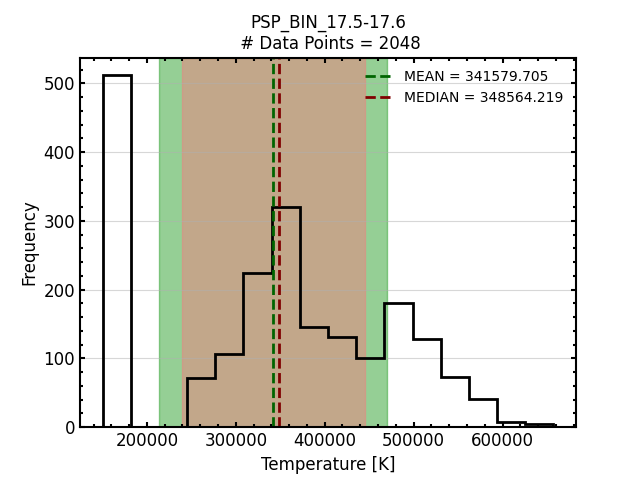 PSP_BIN_17.5-17.6
# Data Points = 2048
MEAN = 341579.705
MEDIAN = 348564.219
Frequency
500
400
300
200
100
0
200000 300000 400000 500000 600000
Temperature [K]